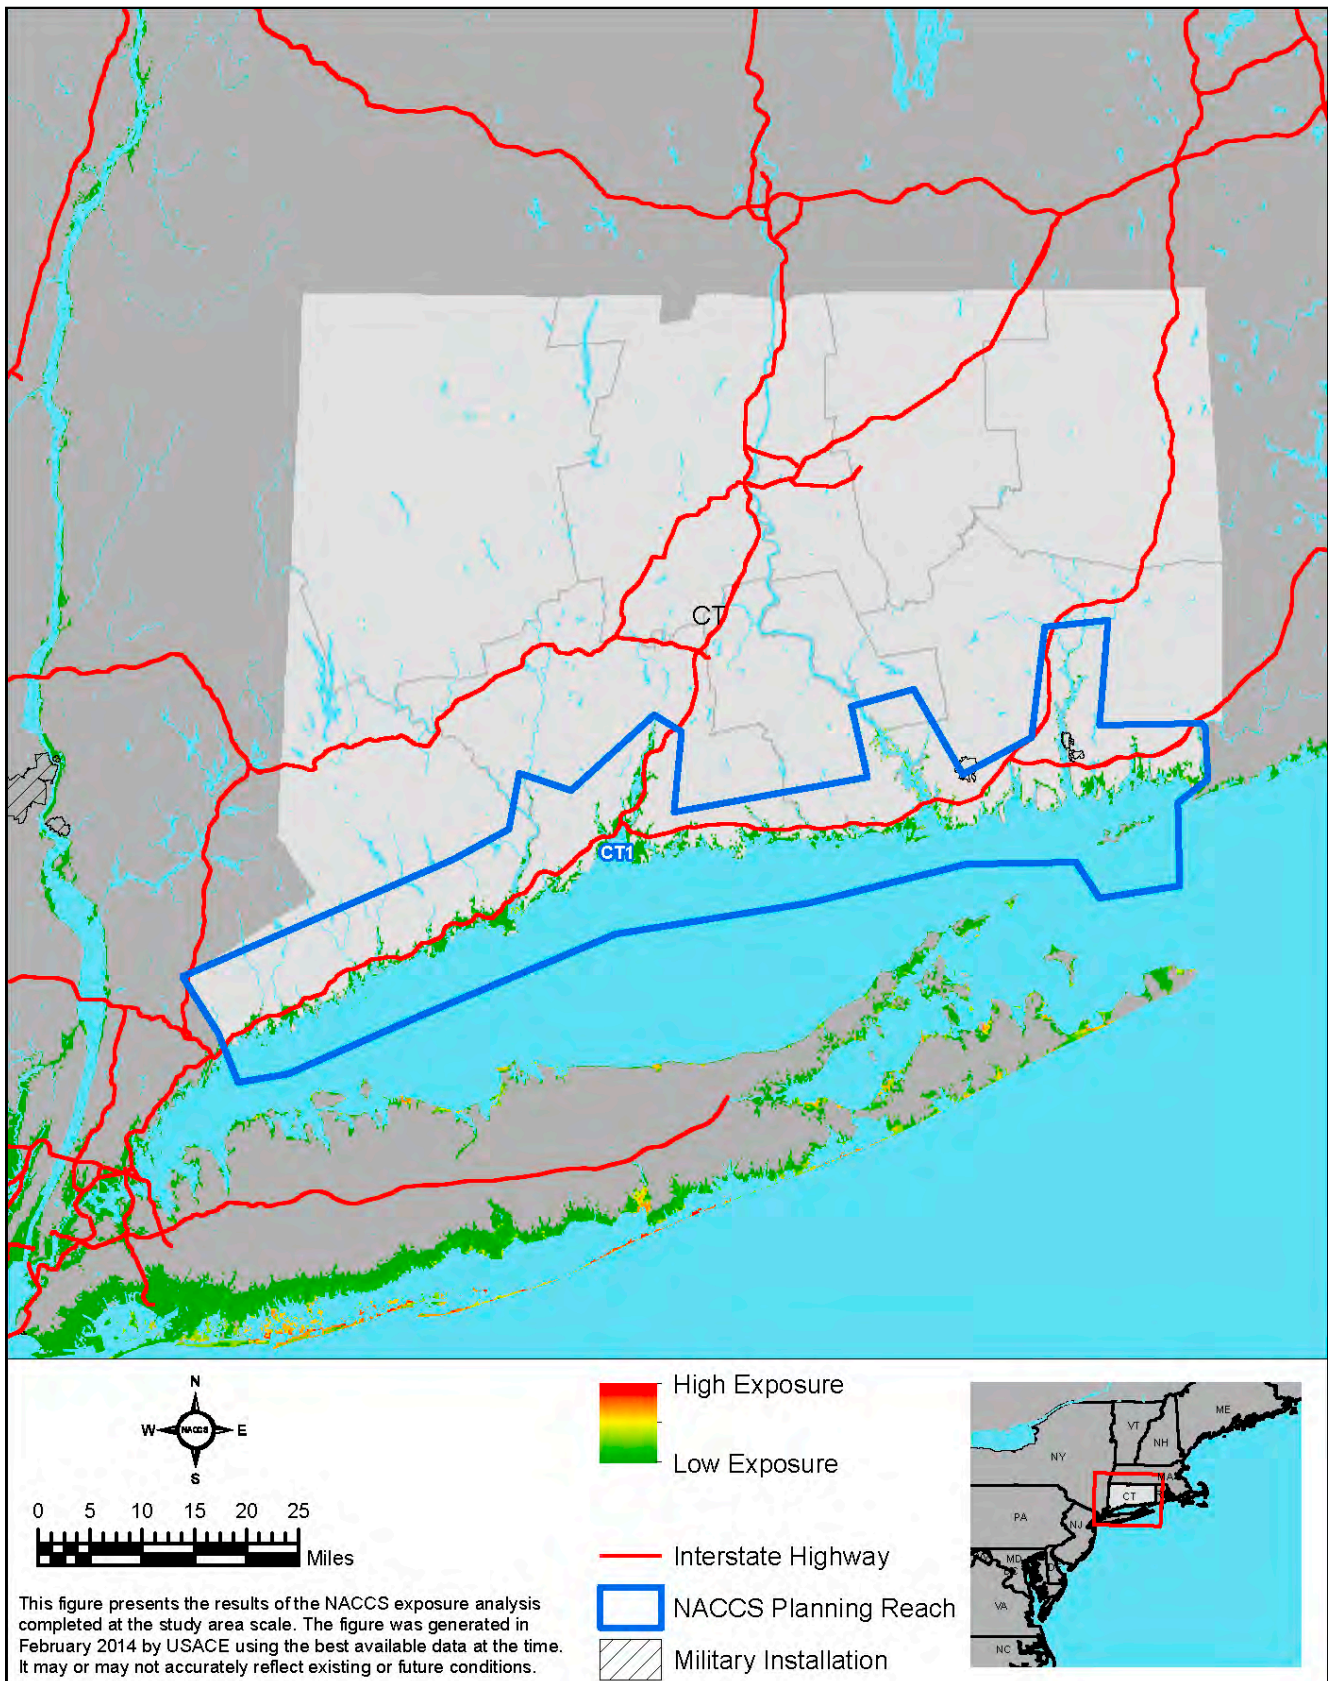 CT
CT1
N
W NACCS E
S
0 5 10 15 20 25
Miles
This figure presents the results of the NACCS exposure analysis
completed at the study area scale. The figure was generated in
February 2014 by USACE using the best available data at the time.
It may or may not accurately reflect existing or future conditions.
High Exposure
Low Exposure
Interstate Highway
NACCS Planning Reach
Military Installation
ME
VT
NH
NY
MA
CT
PA
NJ
MD
VA
NC